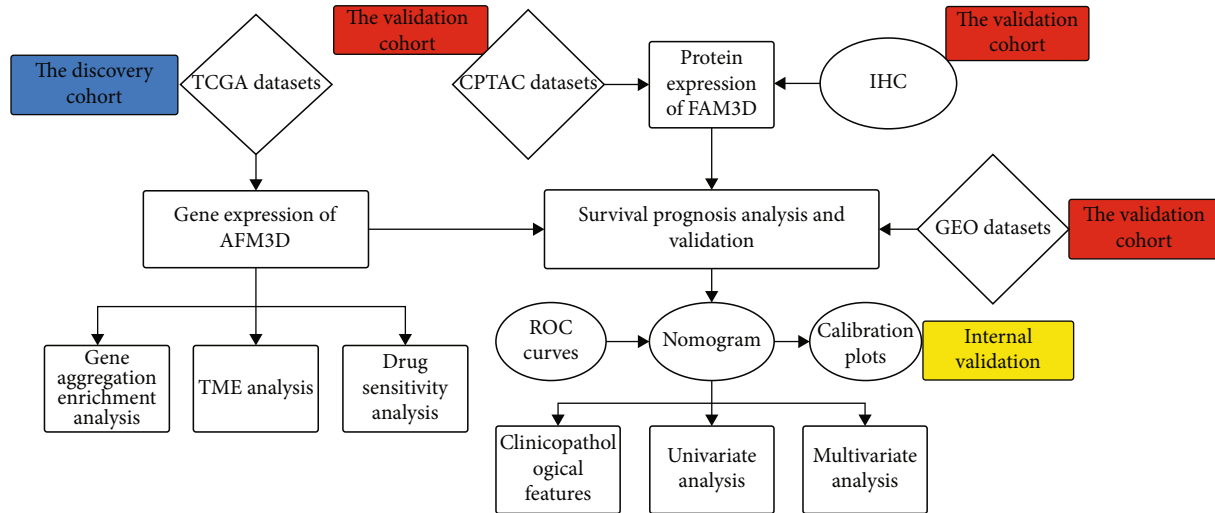 The discovery
cohort
TCGA datasets
The validation
cohort
CPTAC datasets
Protein
expression
of FAM3D
IHC
The validation
cohort
Gene expression of
AFM3D
Survival prognosis analysis and
validation
GEO datasets
The validation
cohort
Gene
aggregation
enrichment
analysis
TME analysis
Drug
sensitivity
analysis
ROC
curves
Nomogram
Calibration
plots
Internal
validation
Clinicopathol
ogical
features
Univariate
analysis
Multivariate
analysis